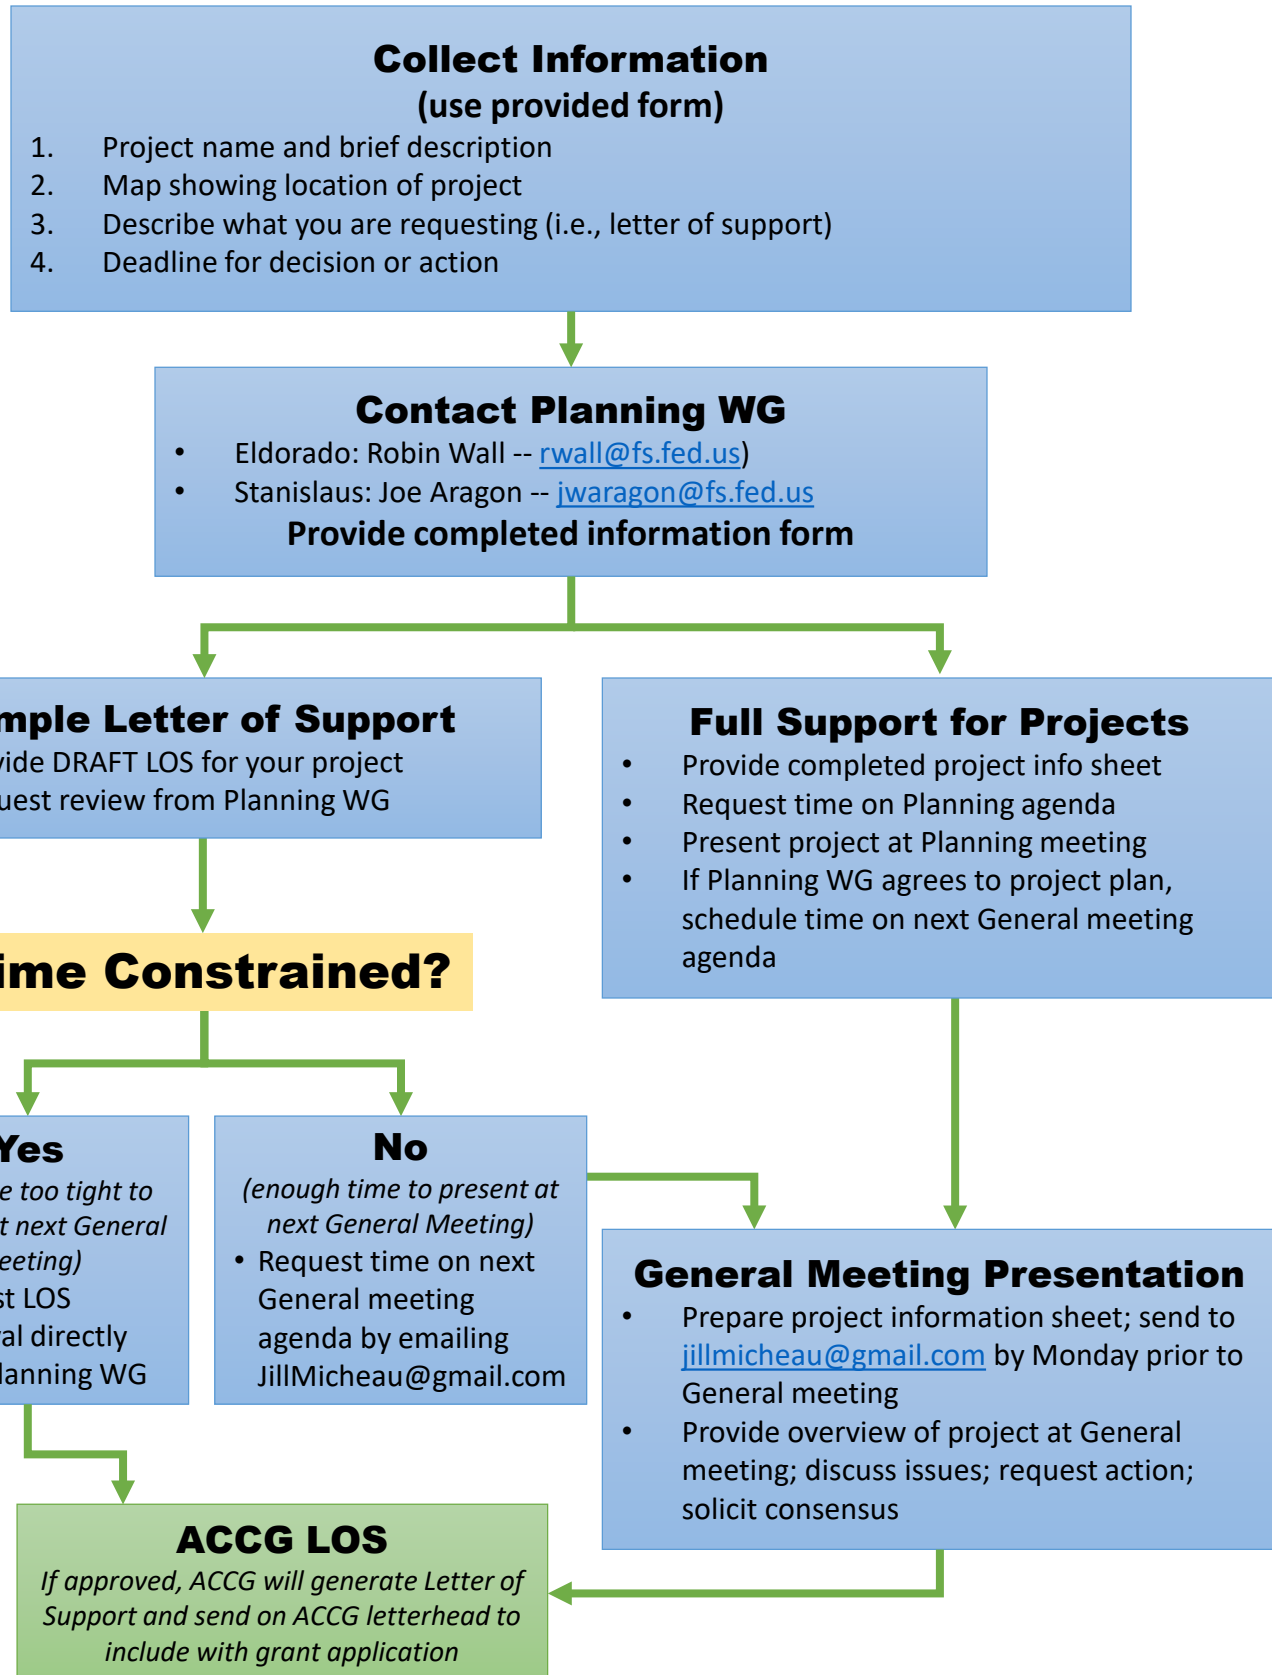 Collect Information
(use provided form)
1. Project name and brief description
2. Map showing location of project
3. Describe what you are requesting (i.e., letter of support)
4. Deadline for decision or action
Contact Planning WG
• Eldorado: Robin Wall -- rwall@fs.fed.us)
• Stanislaus: Joe Aragon -- jwaragon@fs.fed.us
Provide completed information form
mple Letter of Support
vide DRAFT LOS for your project
uest review from Planning WG
Full Support for Projects
• Provide completed project info sheet
• Request time on Planning agenda
• Present project at Planning meeting
• If Planning WG agrees to project plan,
schedule time on next General meeting
agenda
ime Constrained?
Yes
e too tight to
t next General
eeting)
st LOS
al directly
lanning WG
No
(enough time to present at
next General Meeting)
• Request time on next
General meeting
agenda by emailing
JillMicheau@gmail.com
General Meeting Presentation
• Prepare project information sheet; send to
jillmicheau@gmail.com by Monday prior to
General meeting
• Provide overview of project at General
meeting; discuss issues; request action;
solicit consensus
ACCG LOS
If approved, ACCG will generate Letter of
Support and send on ACCG letterhead to
include with grant application